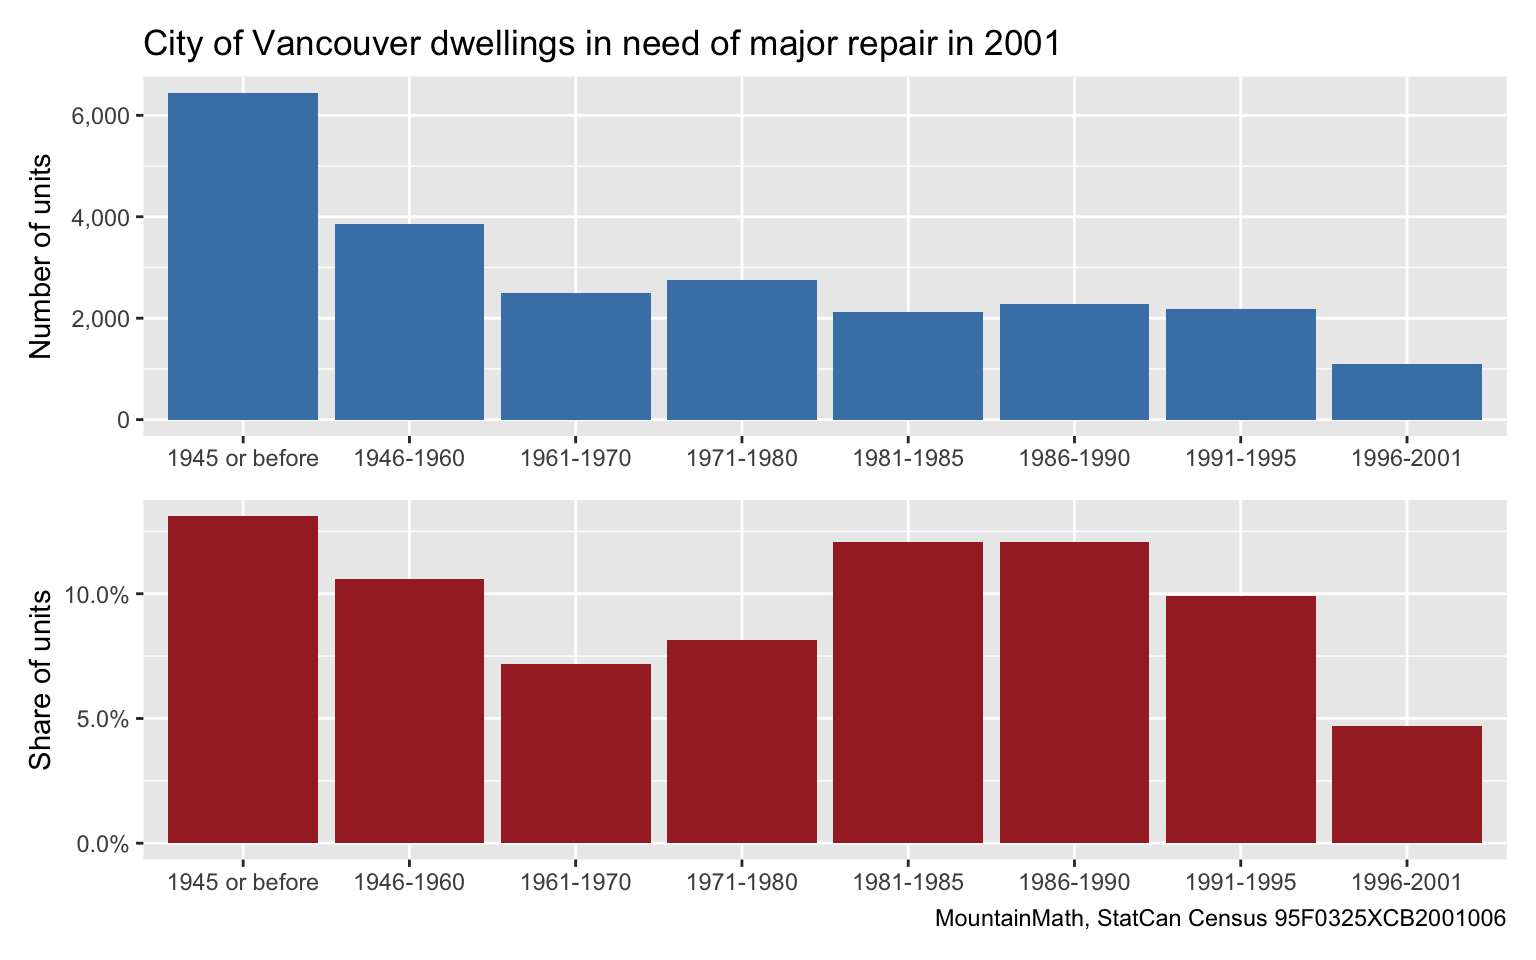 City of Vancouver dwellings in need of major repair in 2001
Number of units
6,000
4,000
2,000
0
1945 or before 1946-1960 1961-1970 1971-1980 1981-1985 1986-1990 1991-1995 1996-2001
Share of units
10.0%
5.0%
0.0%
1945 or before 1946-1960 1961-1970 1971-1980 1981-1985 1986-1990 1991-1995 1996-2001
MountainMath, StatCan Census 95F0325XCB2001006